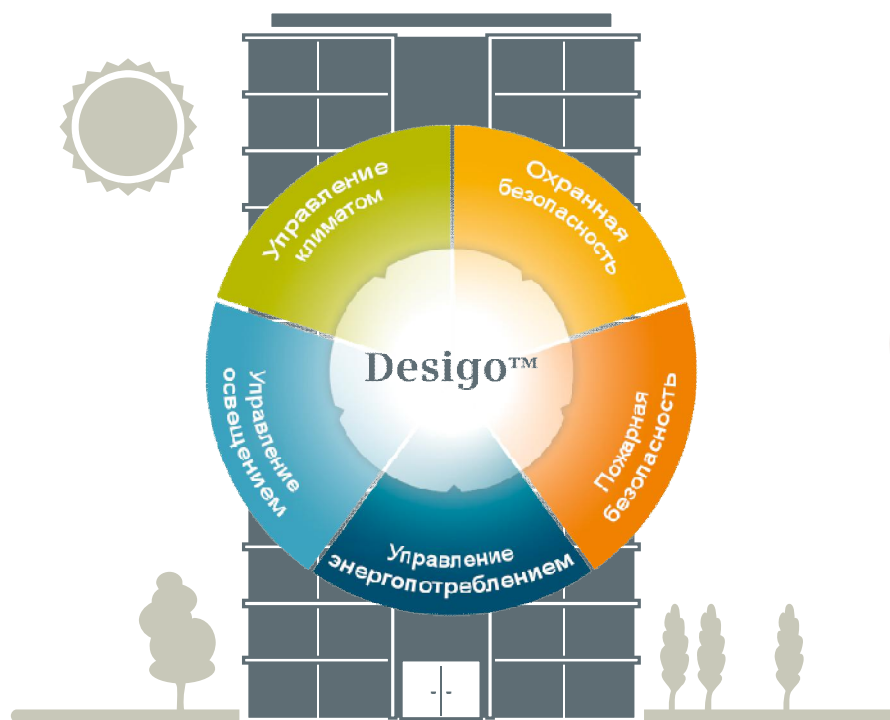 Управление
климатом
Охранная
безопасность
Desigo™
Управление
освещением
Пожарная
безопасность
Управление
энергопотреблением